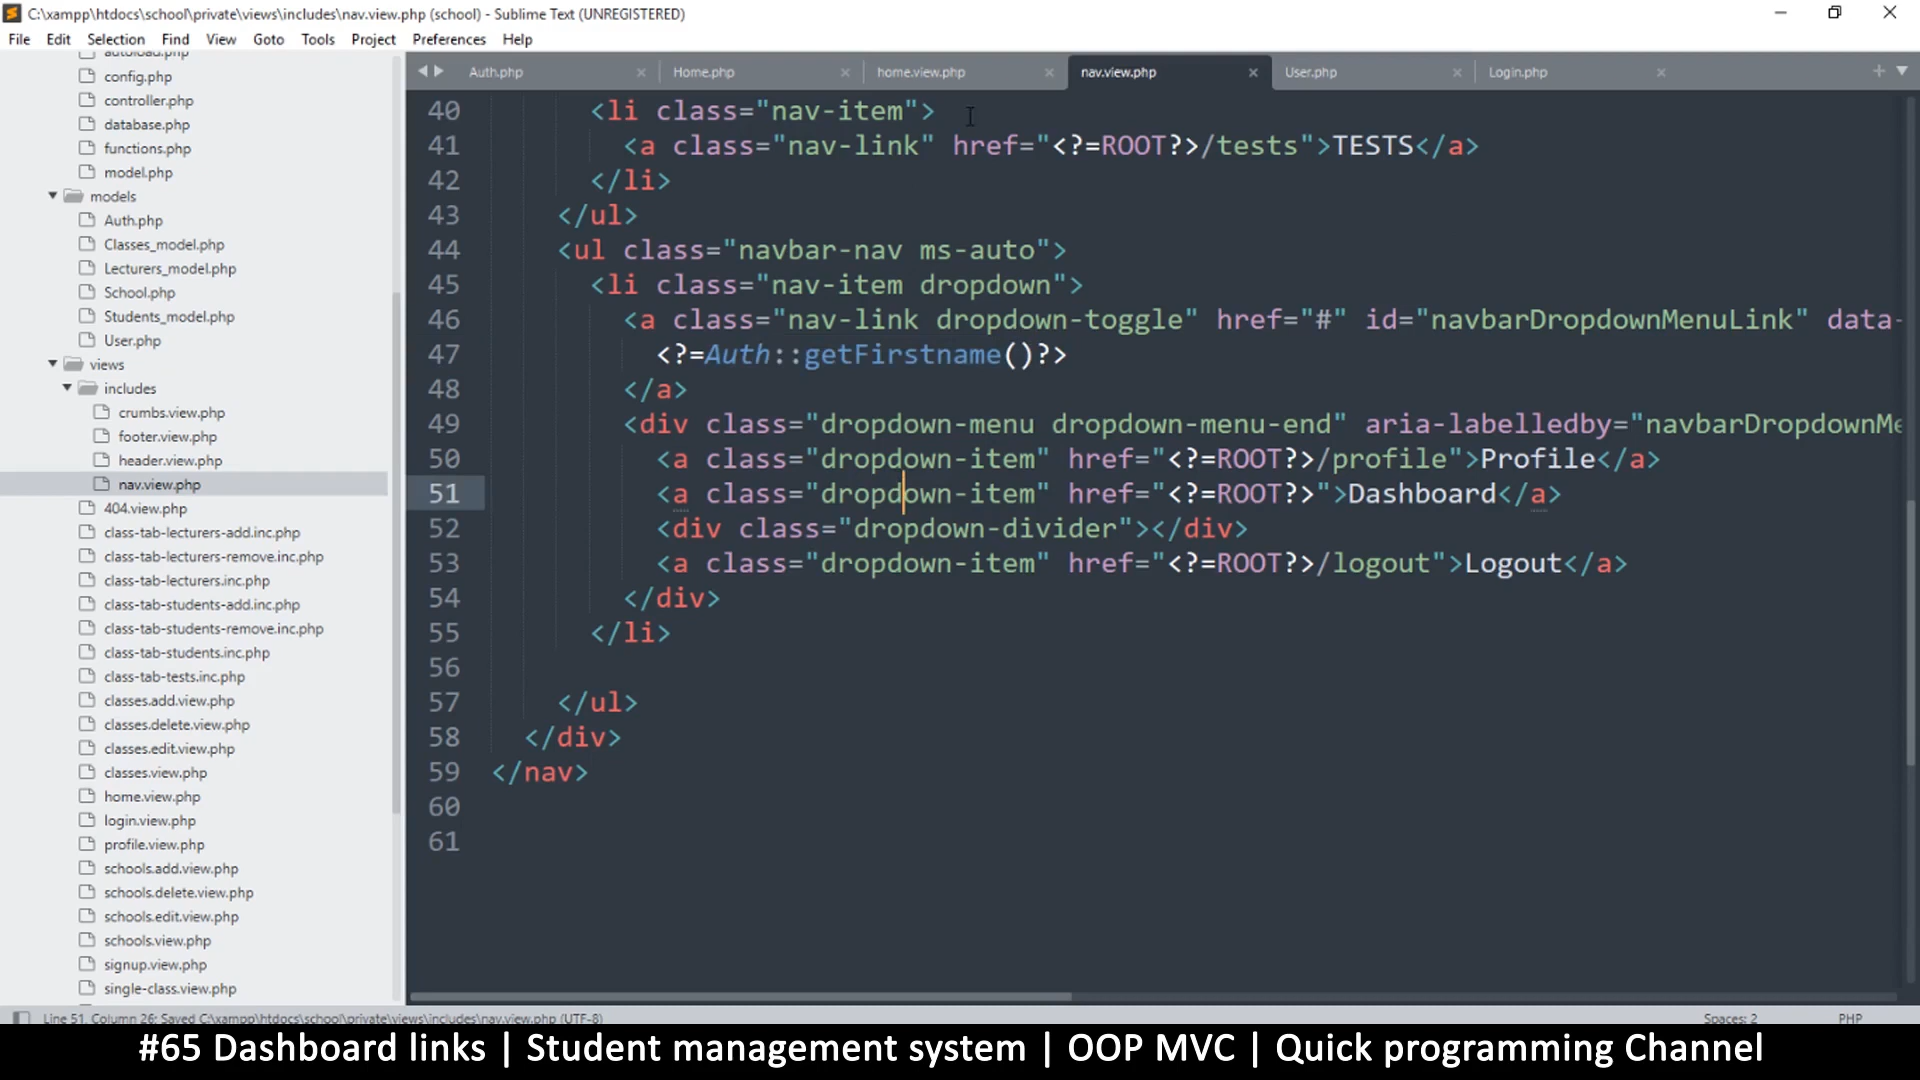 C:\xampp\htdocs\school\private\views\includes\nav.view.php (school) - Sublime Text (UNREGISTERED)
File Edit Selection Find View Goto Tools Project Preferences Help
autoload.php
config.php
controller.php
database.php
functions.php
model.php
models
Auth.php
Classes_model.php
Lecturers_model.php
School.php
Students_model.php
User.php
views
includes
crumbs.view.php
footer.view.php
header.view.php
nav.view.php
404.view.php
class-tab-lecturers-add.inc.php
class-tab-lecturers-remove.inc.php
class-tab-lecturers.inc.php
class-tab-students-add.inc.php
class-tab-students-remove.inc.php
class-tab-students.inc.php
class-tab-tests.inc.php
classes.add.view.php
classes.delete.view.php
classes.edit.view.php
classes.view.php
home.view.php
login.view.php
profile.view.php
schools.add.view.php
schools.delete.view.php
schools.edit.view.php
schools.view.php
signup.view.php
single-class.view.php
Auth.php Home.php home.view.php nav.view.php User.php Login.php
40 <li class="nav-item">
41 <a class="nav-link" href="<?=ROOT?>/tests">TESTS</a>
42 </li>
43 </ul>
44 <ul class="navbar-nav ms-auto">
45 <li class="nav-item dropdown">
46 <a class="nav-link dropdown-toggle" href="#" id="navbarDropdownMenuLink" data-
47 <?=Auth::getFirstname()?>
48 </a>
49 <div class="dropdown-menu dropdown-menu-end" aria-labelledby="navbarDropdownMe
50 <a class="dropdown-item" href="<?=ROOT?>/profile">Profile</a>
51 <a class="dropdown-item" href="<?=ROOT?>">Dashboard</a>
52 <div class="dropdown-divider"></div>
53 <a class="dropdown-item" href="<?=ROOT?>/logout">Logout</a>
54 </div>
55 </li>
56
57 </ul>
58 </div>
59 </nav>
60
61
Line 51, Column 26; Saved C:\xampp\htdocs\school\private\views\includes\nav.view.php (UTF-8) Spaces: 2 PHP
#65 Dashboard links | Student management system | OOP MVC | Quick programming Channel